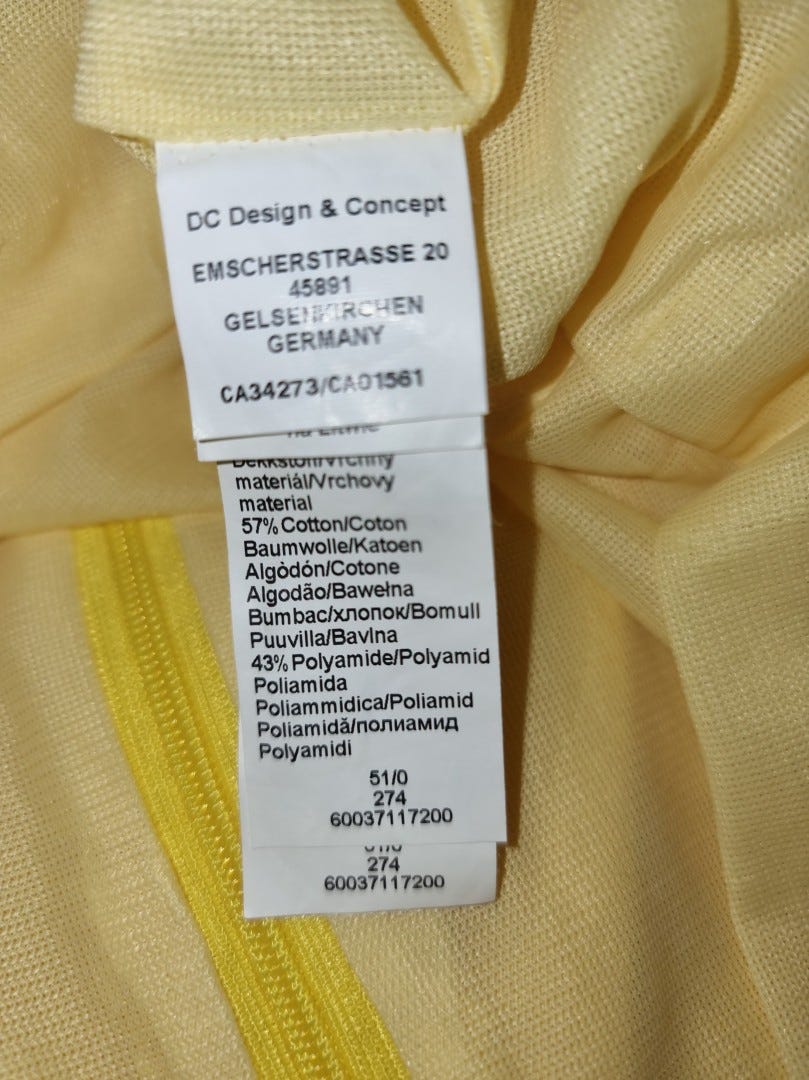 DC Design & Concept
EMSCHERSTRASSE 20
45891
GELSENKIRCHEN
GERMANY
CA34273/CA01561
materiál/Vrchovy
material
57% Cotton/Coton
Baumwolle/Katoen
Algòdón/Cotone
Algodão/Bawełna
Bumbac/хлопок/Bomull
Puuvilla/Bavlna
43% Polyamide/Polyamid
Poliamida
Poliammidica/Poliamid
Poliamidă/полиамид
Polyamidi
51/0
274
60037117200
274
60037117200